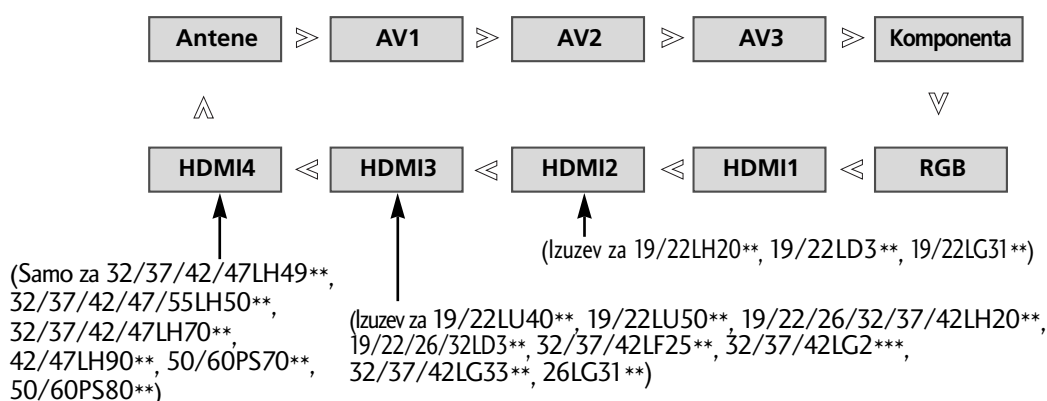 Antene AV1 AV2 AV3 Komponenta
HDMI4 HDMI3 HDMI2 HDMI1 RGB
(Izuzev za 19/22LH20**, 19/22LD3**, 19/22LG31**)
(Samo za 32/37/42/47LH49**,
32/37/42/47/55LH50**,
32/37/42/47LH70**,
42/47LH90**, 50/60PS70**,
50/60PS80**)
(Izuzev za 19/22LU40**, 19/22LU50**, 19/22/26/32/37/42LH20**,
19/22/26/32LD3**, 32/37/42LF25**, 32/37/42LG2***,
32/37/42LG33**, 26LG31**)